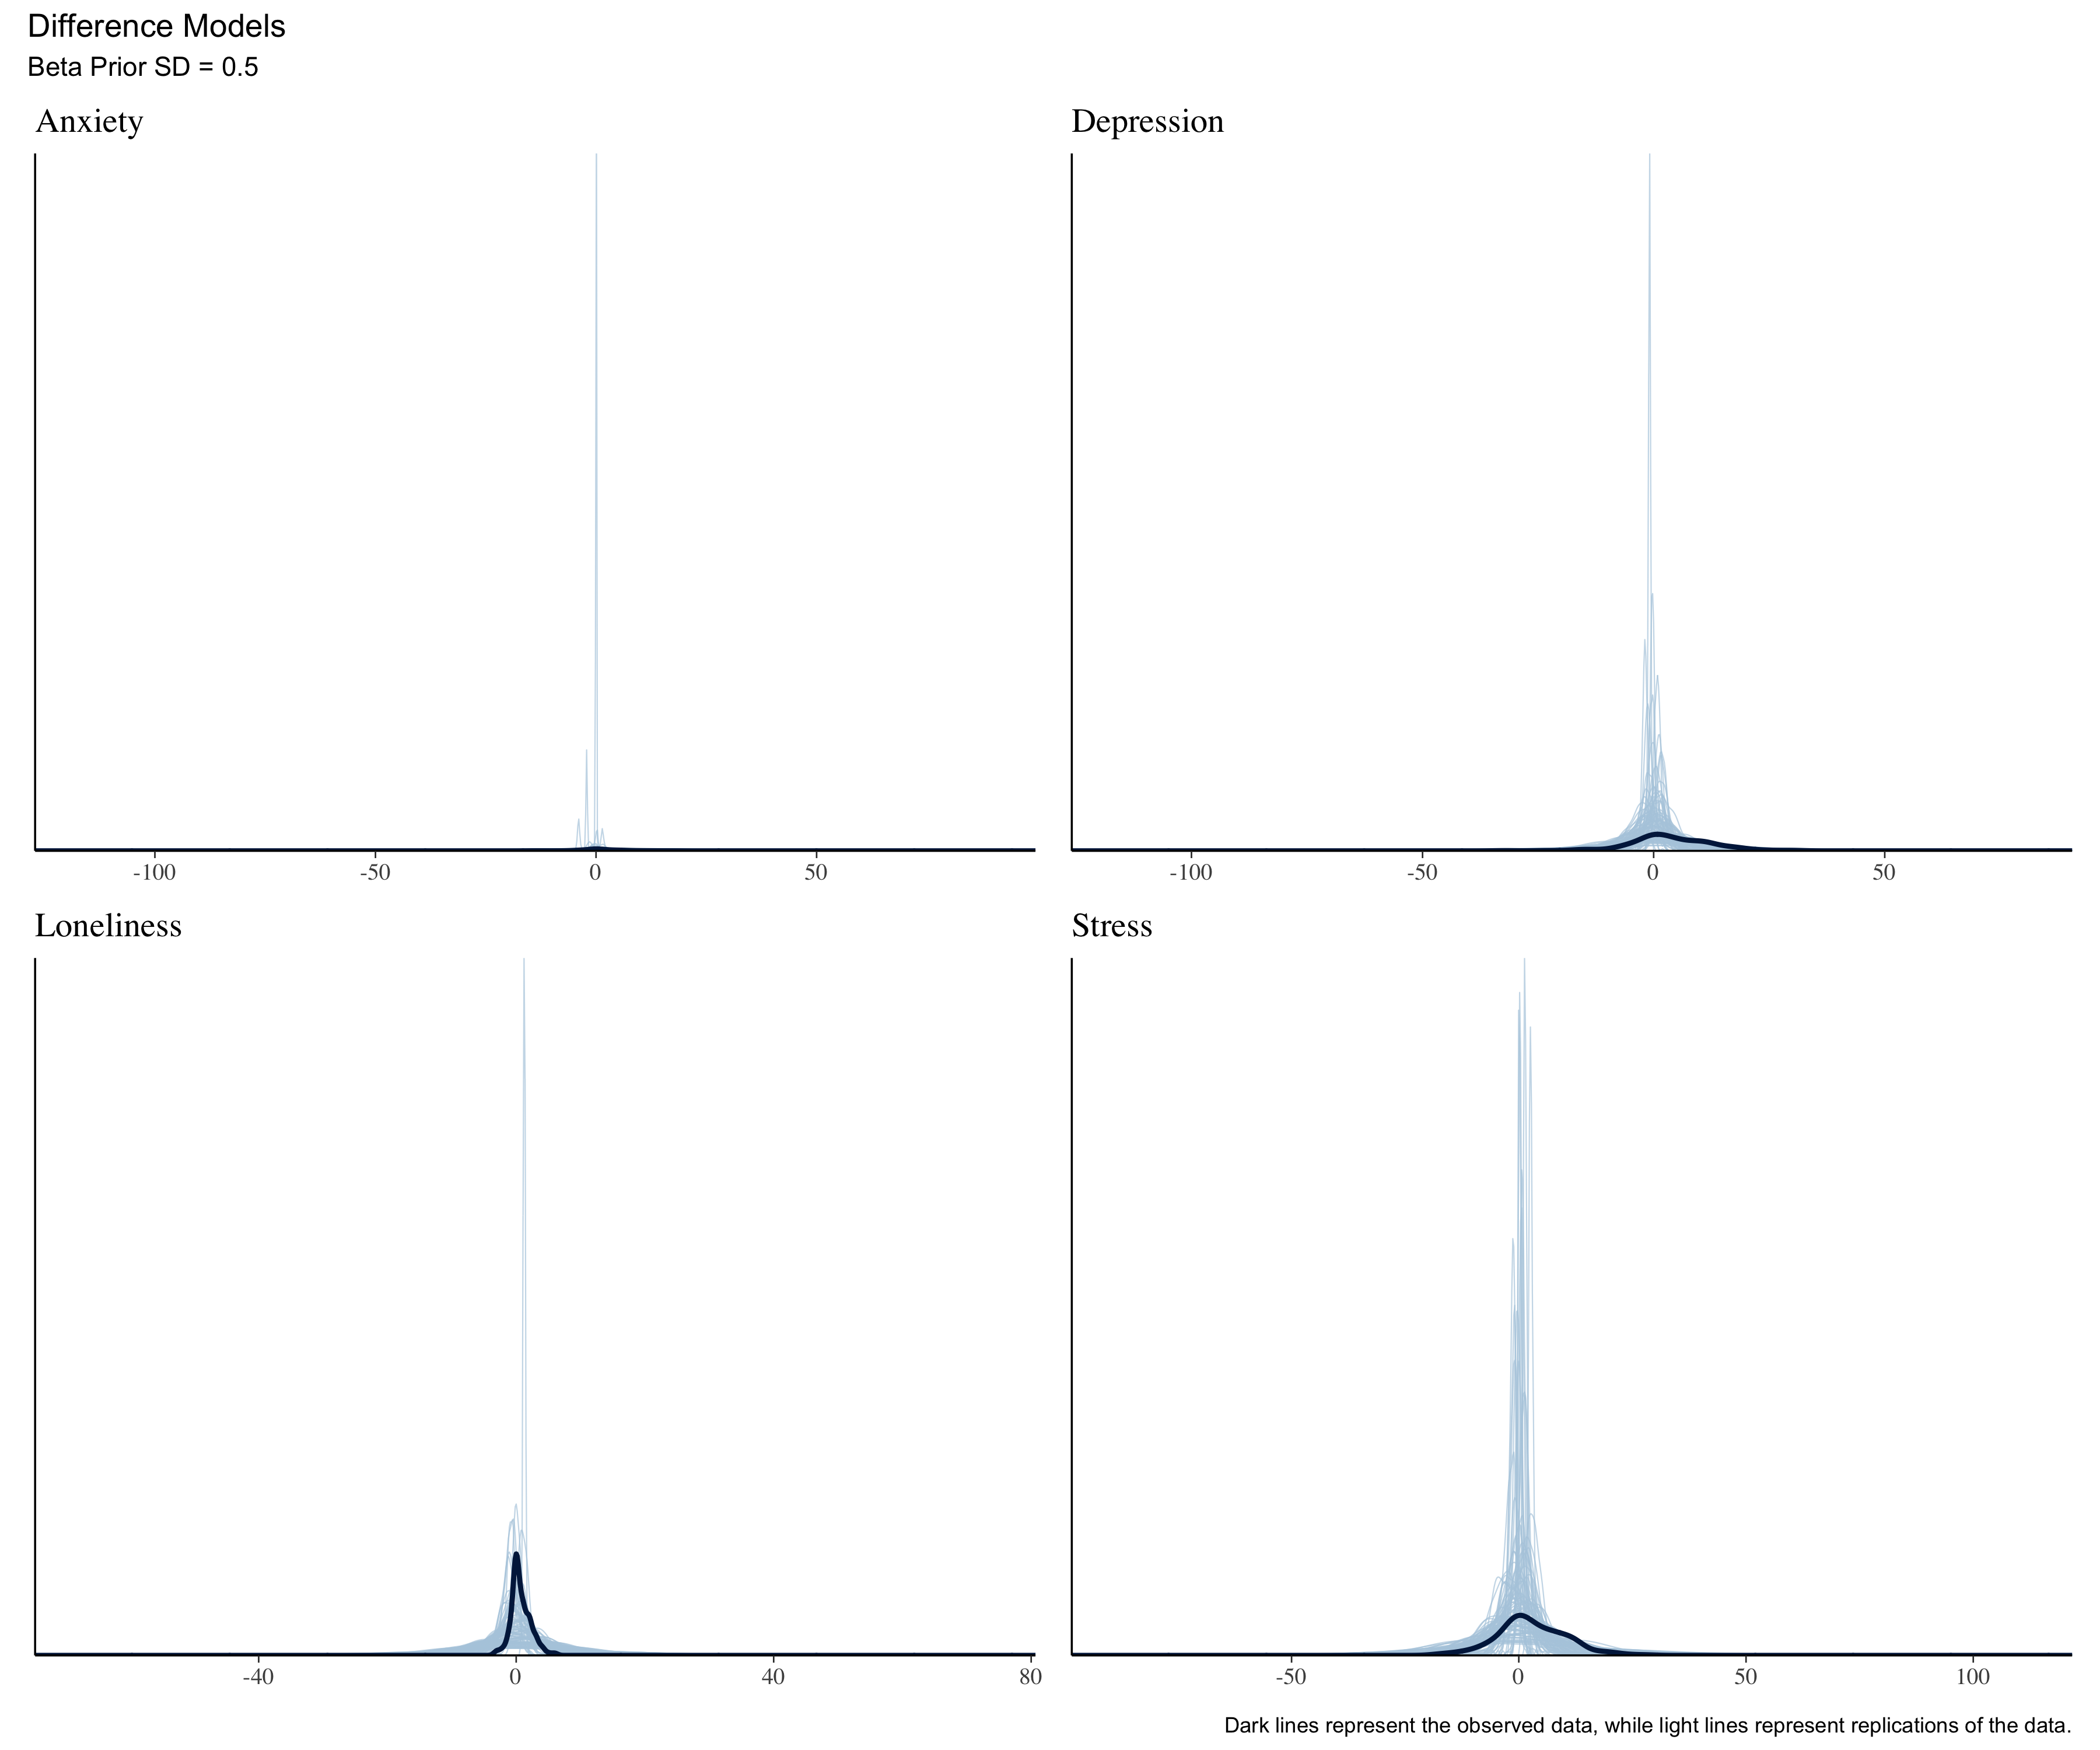 Difference Models
Beta Prior SD = 0.5
Anxiety
Depression
-100 -50 0 50
-100 -50 0 50
Loneliness
Stress
-40 0 40 80
-50 0 50 100
Dark lines represent the observed data, while light lines represent replications of the data.